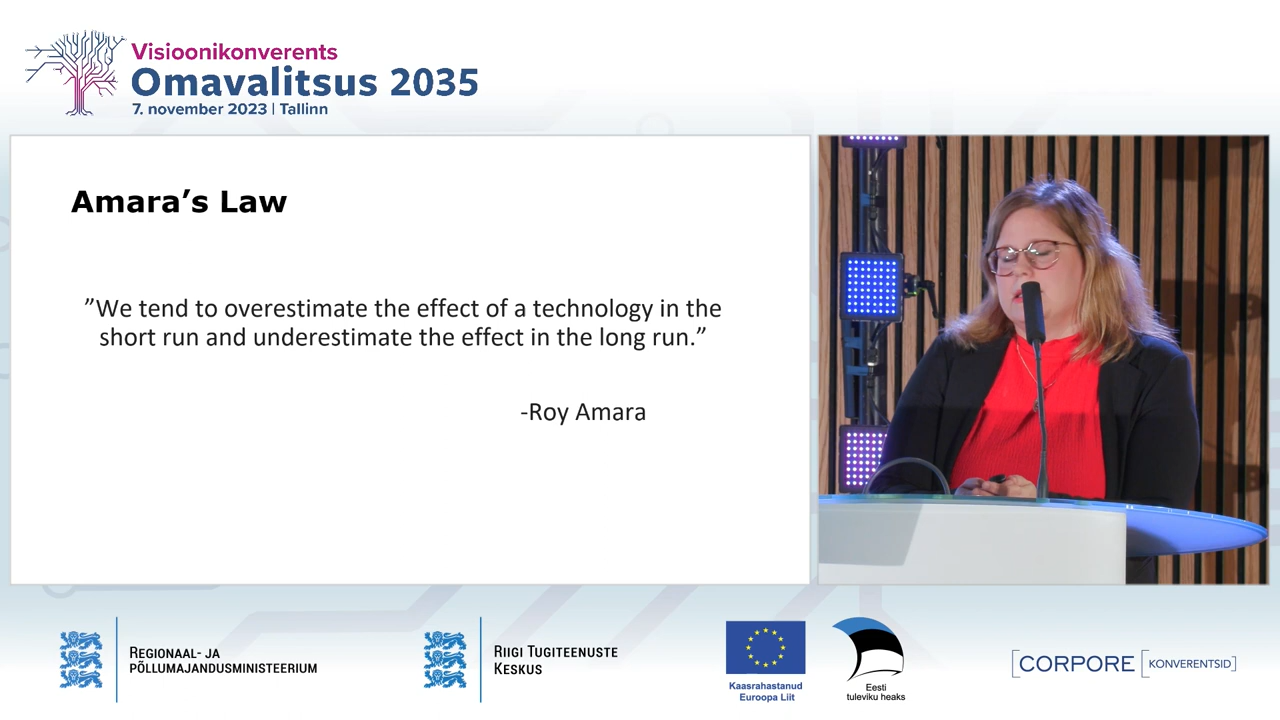 Visioonikonverents
Omavalitsus 2035
7. november 2023 | Tallinn
Amara’s Law
”We tend to overestimate the effect of a technology in the
short run and underestimate the effect in the long run.”
-Roy Amara
REGIONAAL- JA
PÕLLUMAJANDUSMINISTEERIUM
RIIGI TUGITEENUSTE
KESKUS
Kaasrahastanud
Euroopa Liit
Eesti
tuleviku heaks
CORPORE KONVERENTSID